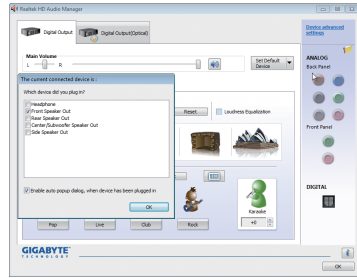 Realtek HD Audio Manager
Digital Output
Digital Output(Optical)
Device advanced settings
Main Volume
L
R
Set Default
Device
ANALOG
Back Panel
The current connected device is :
Which device did you plug in?
Headphone
Front Speaker Out
Rear Speaker Out
Center/Subwoofer Speaker Out
Side Speaker Out
Enable auto popup dialog, when device has been plugged in
OK
Reset
Loudness Equalization
Front Panel
DIGITAL
Karaoke
+0
Pop
Live
Club
Rock
GIGABYTE
TECHNOLOGY
i
OK